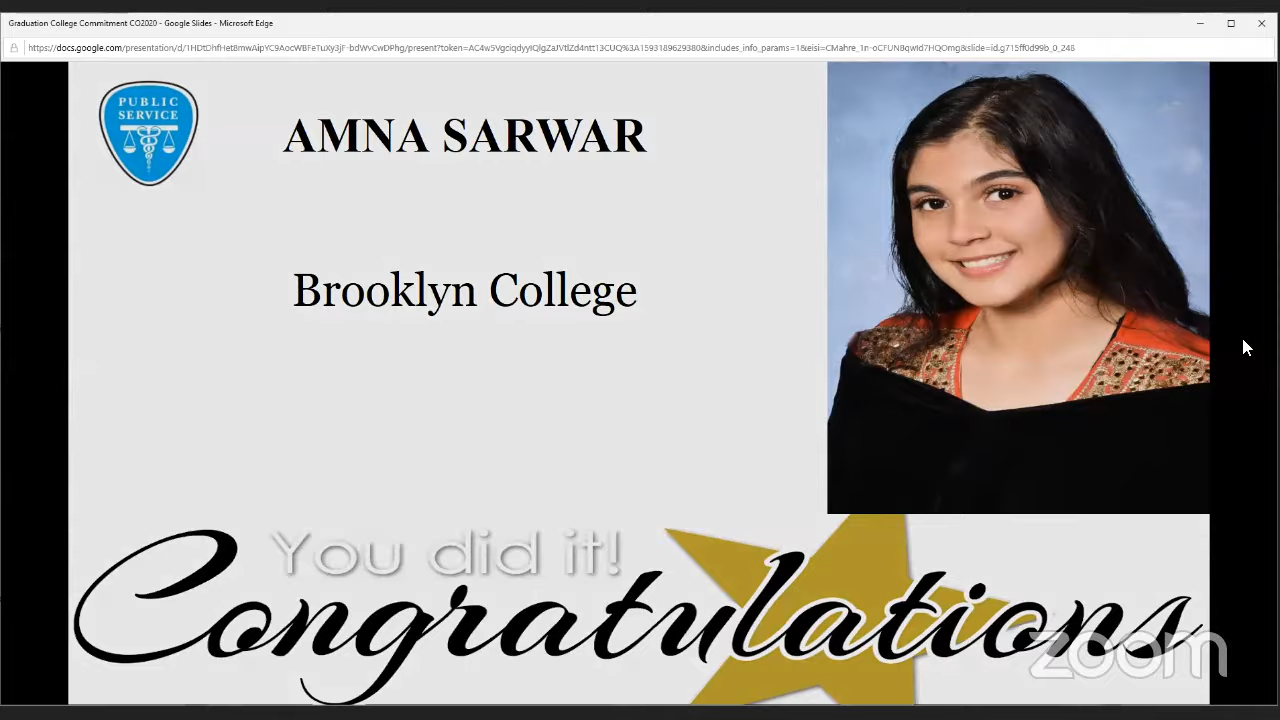 Graduation College Commitment CO2020 - Google Slides - Microsoft Edge
PUBLIC
SERVICE
AMNA SARWAR
Brooklyn College
You did it!
Congratulations
zoom